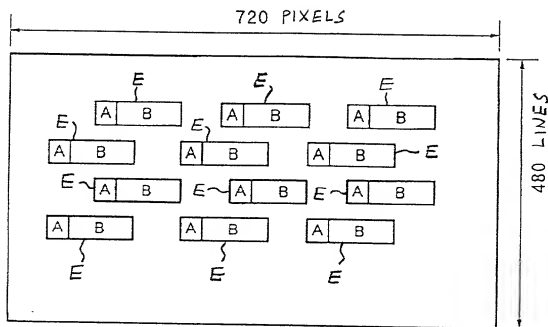 720 PIXELS
E E E
A B A B A B
E E
A B A B A B E
E A B E A B E A B
A B A B A B
E E E
480 LINES